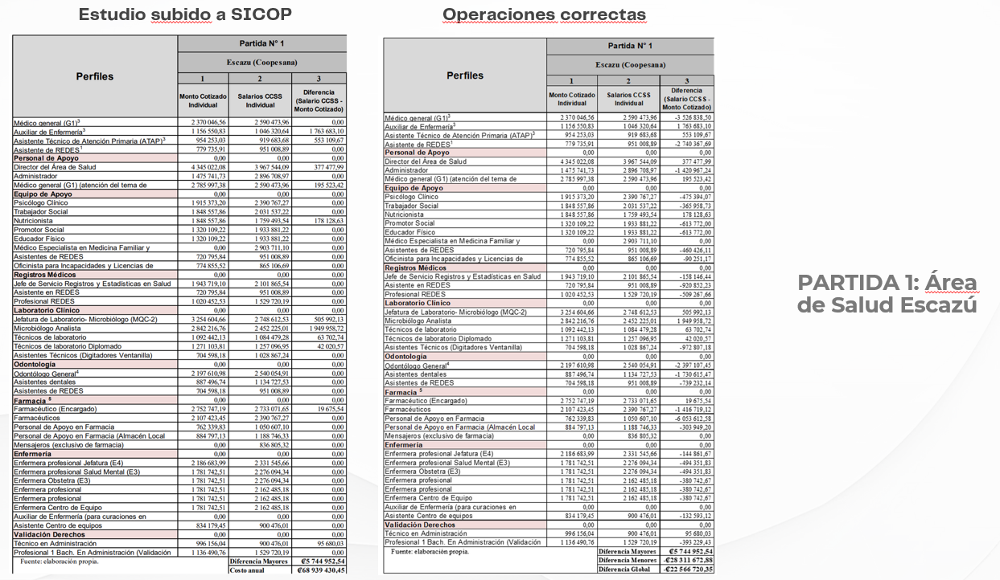 Estudio subido a SICOP
Perfiles
Partida N° 1
Escazu (Coopesana)
1 2 3
Monto Cotizado Individual Salarios CCSS Individual Diferencia (Salario CCSS - Monto Cotizado)
Médico general (G1)3 2 370 046,56 2 590 473,96 0,00
Auxiliar de Enfermería3 1 156 550,83 1 046 320,64 1 763 683,10
Asistente Técnico de Atención Primaria (ATAP)3 954 253,03 919 683,68 553 109,67
Asistente de REDES1 779 735,91 951 008,89 0,00
Personal de Apoyo 0,00 0,00 0,00
Director del Área de Salud 4 345 022,08 3 967 544,09 377 477,99
Administrador 1 475 741,73 2 896 708,97 0,00
Médico general (G1) (atención del tema de 2 785 997,38 2 590 473,96 195 523,42
Equipo de Apoyo 0,00 0,00 0,00
Psicólogo Clínico 1 915 373,20 2 390 767,27 0,00
Trabajador Social 1 848 557,86 2 031 537,22 0,00
Nutricionista 1 848 557,86 1 759 493,54 178 128,63
Promotor Social 1 320 109,22 1 933 881,22 0,00
Educador Físico 1 320 109,22 1 933 881,22 0,00
Médico Especialista en Medicina Familiar y 0,00 2 903 711,10 0,00
Asistentes de REDES 720 795,84 951 008,89 0,00
Oficinista para Incapacidades y Licencias de 774 855,52 865 106,69 0,00
Registros Médicos 0,00 0,00 0,00
Jefe de Servicio Registros y Estadísticas en Salud 1 943 719,10 2 101 865,54 0,00
Asistente en REDES 720 795,84 951 008,89 0,00
Profesional REDES 1 020 452,53 1 529 720,19 0,00
Laboratorio Clínico 0,00 0,00 0,00
Jefatura de Laboratorio- Microbiólogo (MQC-2) 3 254 604,66 2 748 612,53 505 992,13
Microbiólogo Analista 2 842 216,76 2 452 225,01 1 949 958,72
Técnicos de laboratorio 1 092 442,13 1 084 479,28 63 702,74
Técnicos de laboratorio Diplomado 1 271 103,81 1 257 096,95 42 020,57
Asistentes Técnicos (Digitadores Ventanilla) 704 598,18 1 028 867,24 0,00
Odontología 0,00 0,00 0,00
Odontólogo General4 2 197 610,98 2 540 054,91 0,00
Asistentes dentales 887 496,74 1 134 727,53 0,00
Asistentes de REDES 704 598,18 951 008,89 0,00
Farmacia 5 0,00 0,00 0,00
Farmacéutico (Encargado) 2 752 747,19 2 733 071,65 19 675,54
Farmacéuticos 2 107 423,45 2 390 767,27 0,00
Personal de Apoyo en Farmacia 762 339,83 1 050 607,10 0,00
Personal de Apoyo en Farmacia (Almacén Local 884 797,13 1 188 746,33 0,00
Mensajeros (exclusivo de farmacia) 0,00 836 805,32 0,00
Enfermería 0,00 0,00 0,00
Enfermera profesional Jefatura (E4) 2 186 683,99 2 331 545,66 0,00
Enfermera profesional Salud Mental (E3) 1 781 742,51 2 276 094,34 0,00
Enfermera Obstetra (E3) 1 781 742,51 2 276 094,34 0,00
Enfermera profesional 1 781 742,51 2 162 485,18 0,00
Enfermera profesional 1 781 742,51 2 162 485,18 0,00
Enfermera Centro de Equipo 1 781 742,51 2 162 485,18 0,00
Auxiliar de Enfermería (para curaciones en 0,00 0,00 0,00
Asistente Centro de equipos 834 179,45 900 476,01 0,00
Validación Derechos 0,00 0,00 0,00
Técnico en Administración 996 156,04 900 476,01 95 680,03
Profesional 1 Bach. En Administración (Validación 1 136 490,76 1 529 720,19 0,00
Fuente: elaboración propia. Diferencia Mayores ₡5 744 952,54
Costo anual ₡68 939 430,45
Operaciones correctas
Perfiles
Partida N° 1
Escazu (Coopesana)
1 2 3
Monto Cotizado Individual Salarios CCSS Individual Diferencia (Salario CCSS - Monto Cotizado)
Médico general (G1)3 2 370 046,56 2 590 473,96 -3 526 838,50
Auxiliar de Enfermería3 1 156 550,83 1 046 320,64 1 763 683,10
Asistente Técnico de Atención Primaria (ATAP)3 954 253,03 919 683,68 553 109,67
Asistente de REDES1 779 735,91 951 008,89 -2 740 367,69
Personal de Apoyo 0,00 0,00 0,00
Director del Área de Salud 4 345 022,08 3 967 544,09 377 477,99
Administrador 1 475 741,73 2 896 708,97 -1 420 967,24
Médico general (G1) (atención del tema de 2 785 997,38 2 590 473,96 195 523,42
Equipo de Apoyo 0,00 0,00 0,00
Psicólogo Clínico 1 915 373,20 2 390 767,27 -475 394,07
Trabajador Social 1 848 557,86 2 031 537,22 -365 958,73
Nutricionista 1 848 557,86 1 759 493,54 178 128,63
Promotor Social 1 320 109,22 1 933 881,22 -613 772,00
Educador Físico 1 320 109,22 1 933 881,22 -613 772,00
Médico Especialista en Medicina Familiar y 0,00 2 903 711,10 0,00
Asistentes de REDES 720 795,84 951 008,89 -460 426,11
Oficinista para Incapacidades y Licencias de 774 855,52 865 106,69 -90 251,17
Registros Médicos 0,00 0,00 0,00
Jefe de Servicio Registros y Estadísticas en Salud 1 943 719,10 2 101 865,54 -158 146,44
Asistente en REDES 720 795,84 951 008,89 -920 852,23
Profesional REDES 1 020 452,53 1 529 720,19 -509 267,66
Laboratorio Clínico 0,00 0,00 0,00
Jefatura de Laboratorio- Microbiólogo (MQC-2) 3 254 604,66 2 748 612,53 505 992,13
Microbiólogo Analista 2 842 216,76 2 452 225,01 1 949 958,72
Técnicos de laboratorio 1 092 442,13 1 084 479,28 63 702,74
Técnicos de laboratorio Diplomado 1 271 103,81 1 257 096,95 42 020,57
Asistentes Técnicos (Digitadores Ventanilla) 704 598,18 1 028 867,24 -972 807,18
Odontología 0,00 0,00 0,00
Odontólogo General4 2 197 610,98 2 540 054,91 -2 397 107,45
Asistentes dentales 887 496,74 1 134 727,53 -1 730 615,47
Asistentes de REDES 704 598,18 951 008,89 -739 232,14
Farmacia 5 0,00 0,00 0,00
Farmacéutico (Encargado) 2 752 747,19 2 733 071,65 19 675,54
Farmacéuticos 2 107 423,45 2 390 767,27 -1 416 719,12
Personal de Apoyo en Farmacia 762 339,83 1 050 607,10 -6 053 612,58
Personal de Apoyo en Farmacia (Almacén Local 884 797,13 1 188 746,33 -303 949,20
Mensajeros (exclusivo de farmacia) 0,00 836 805,32 0,00
Enfermería 0,00 0,00 0,00
Enfermera profesional Jefatura (E4) 2 186 683,99 2 331 545,66 -144 861,67
Enfermera profesional Salud Mental (E3) 1 781 742,51 2 276 094,34 -494 351,83
Enfermera Obstetra (E3) 1 781 742,51 2 276 094,34 -494 351,83
Enfermera profesional 1 781 742,51 2 162 485,18 -380 742,67
Enfermera profesional 1 781 742,51 2 162 485,18 -380 742,67
Enfermera Centro de Equipo 1 781 742,51 2 162 485,18 -380 742,67
Auxiliar de Enfermería (para curaciones en 0,00 0,00 0,00
Asistente Centro de equipos 834 179,45 900 476,01 -132 593,12
Validación Derechos 0,00 0,00 0,00
Técnico en Administración 996 156,04 900 476,01 95 680,03
Profesional 1 Bach. En Administración (Validación 1 136 490,76 1 529 720,19 -393 229,43
Fuente: elaboración propia. Diferencia Mayores ₡5 744 952,54
Diferencia Menores -₡28 311 672,88
Diferencia Global -₡22 566 720,35
PARTIDA 1: Área
de Salud Escazú